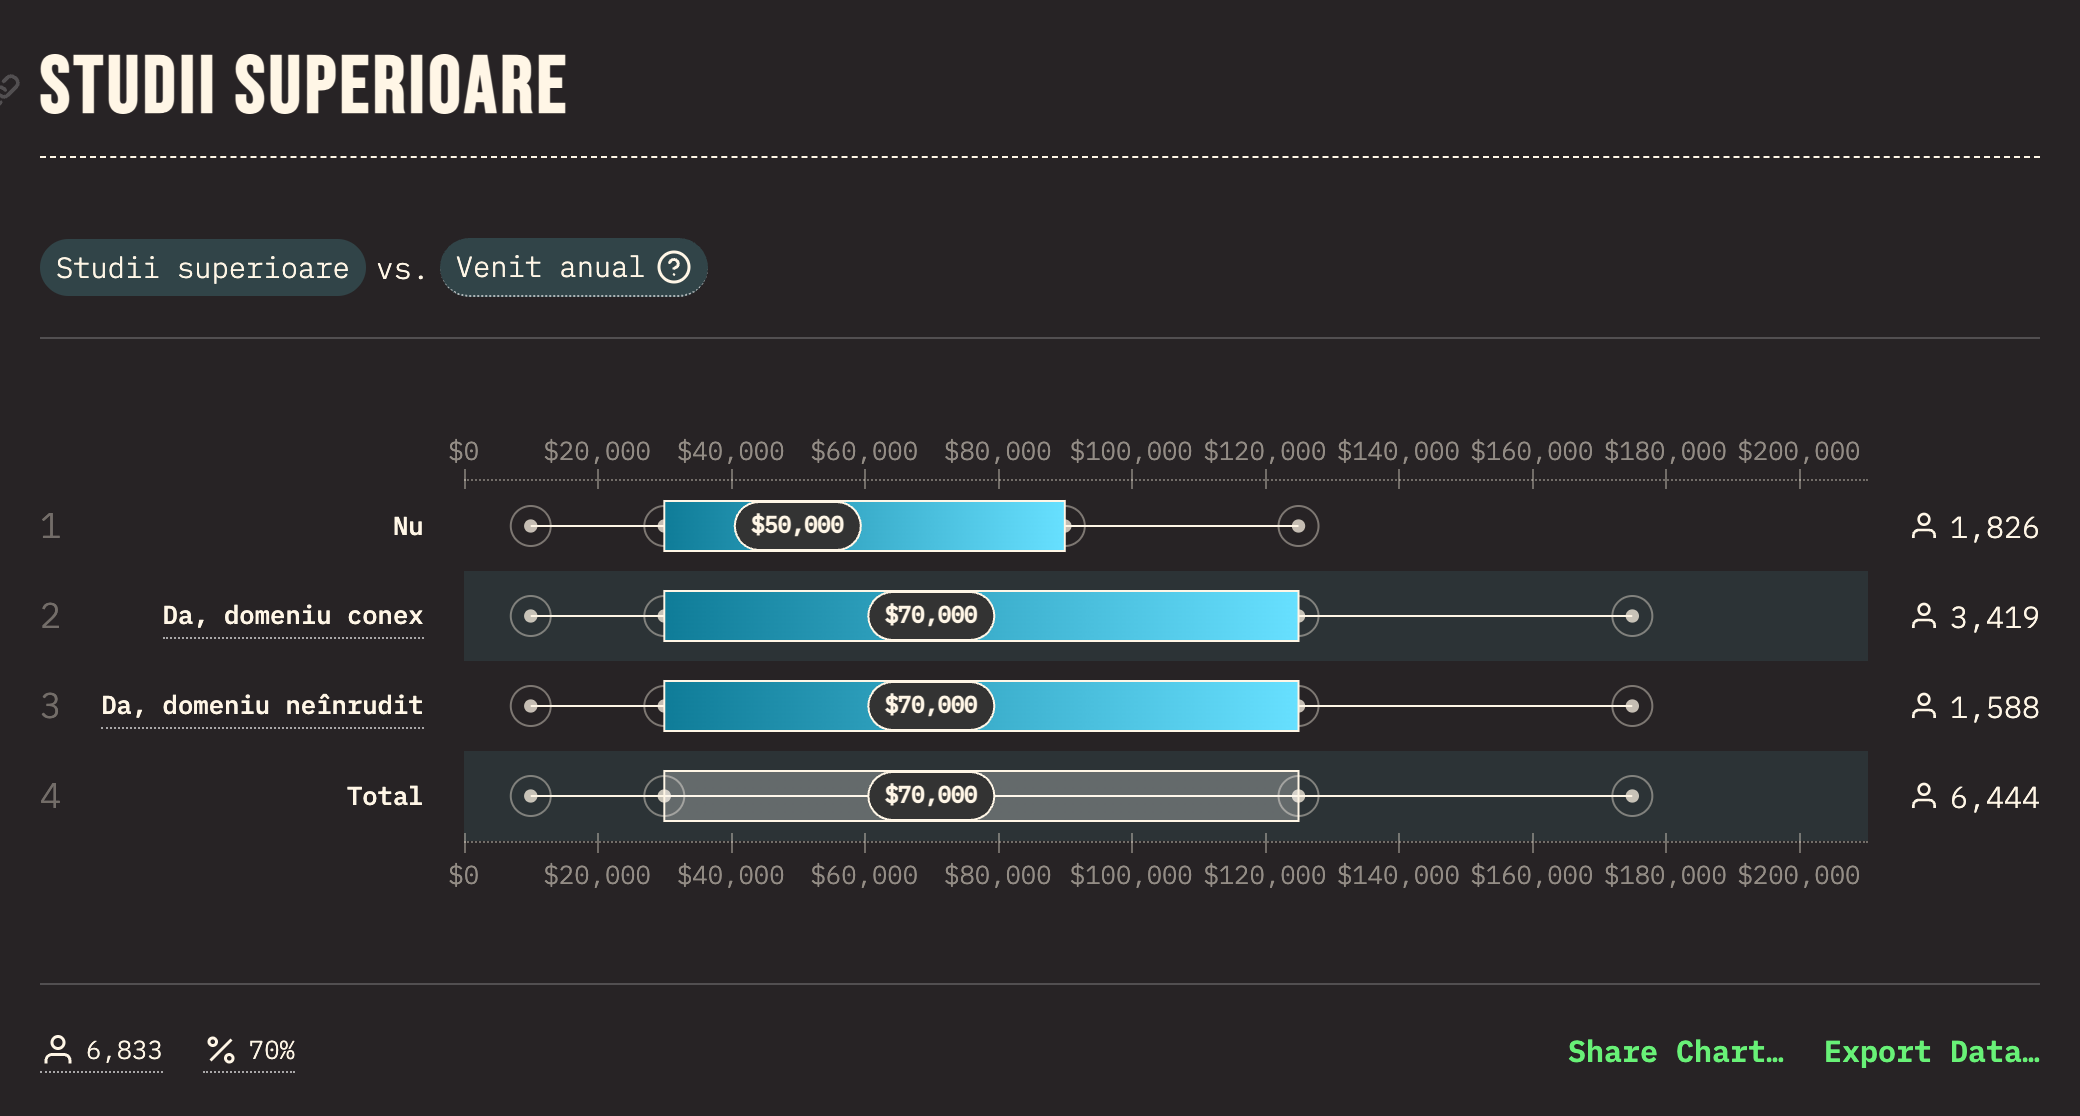 STUDII SUPERIOARE
Studii superioare vs. Venit anual
$0 $20,000 $40,000 $60,000 $80,000 $100,000 $120,000 $140,000 $160,000 $180,000 $200,000
1 Nu $50,000 1,826
2 Da, domeniu conex $70,000 3,419
3 Da, domeniu neînrudit $70,000 1,588
4 Total $70,000 6,444
$0 $20,000 $40,000 $60,000 $80,000 $100,000 $120,000 $140,000 $160,000 $180,000 $200,000
6,833 70% Share Chart… Export Data…